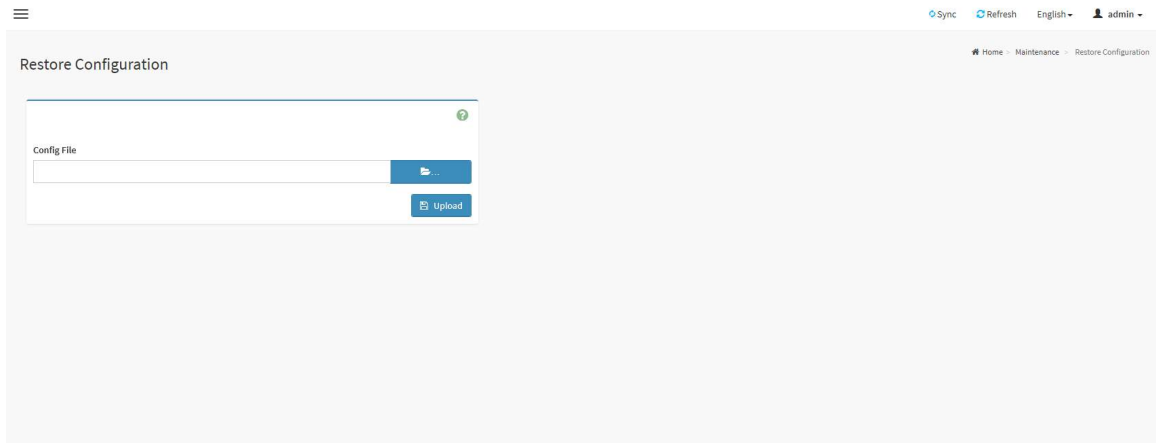 Sync Refresh English admin
Home > Maintenance > Restore Configuration
Restore Configuration
?
Config File
...
Upload